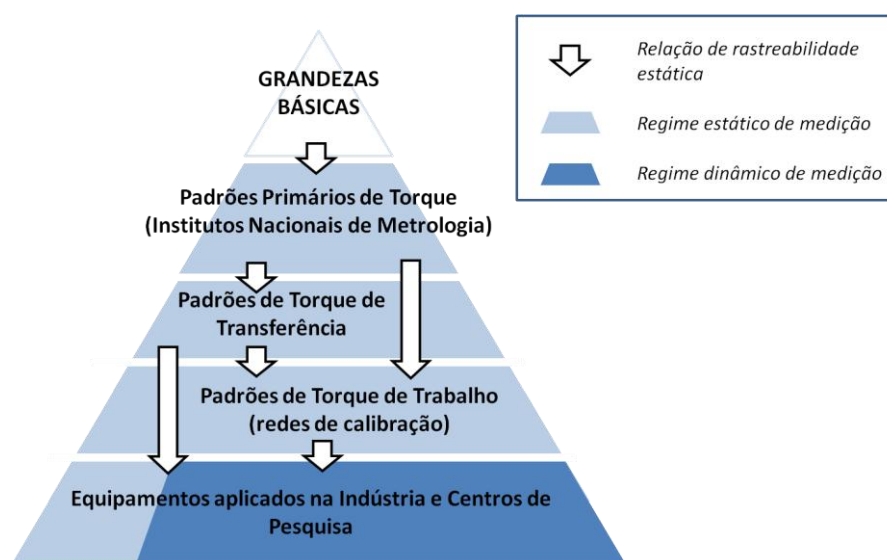 GRANDEZAS
BÁSICAS
Padrões Primários de Torque
(Institutos Nacionais de Metrologia)
Padrões de Torque de
Transferência
Padrões de Torque de Trabalho
(redes de calibração)
Equipamentos aplicados na Indústria e Centros de
Pesquisa
Relação de rastreabilidade
estática
Regime estático de medição
Regime dinâmico de medição